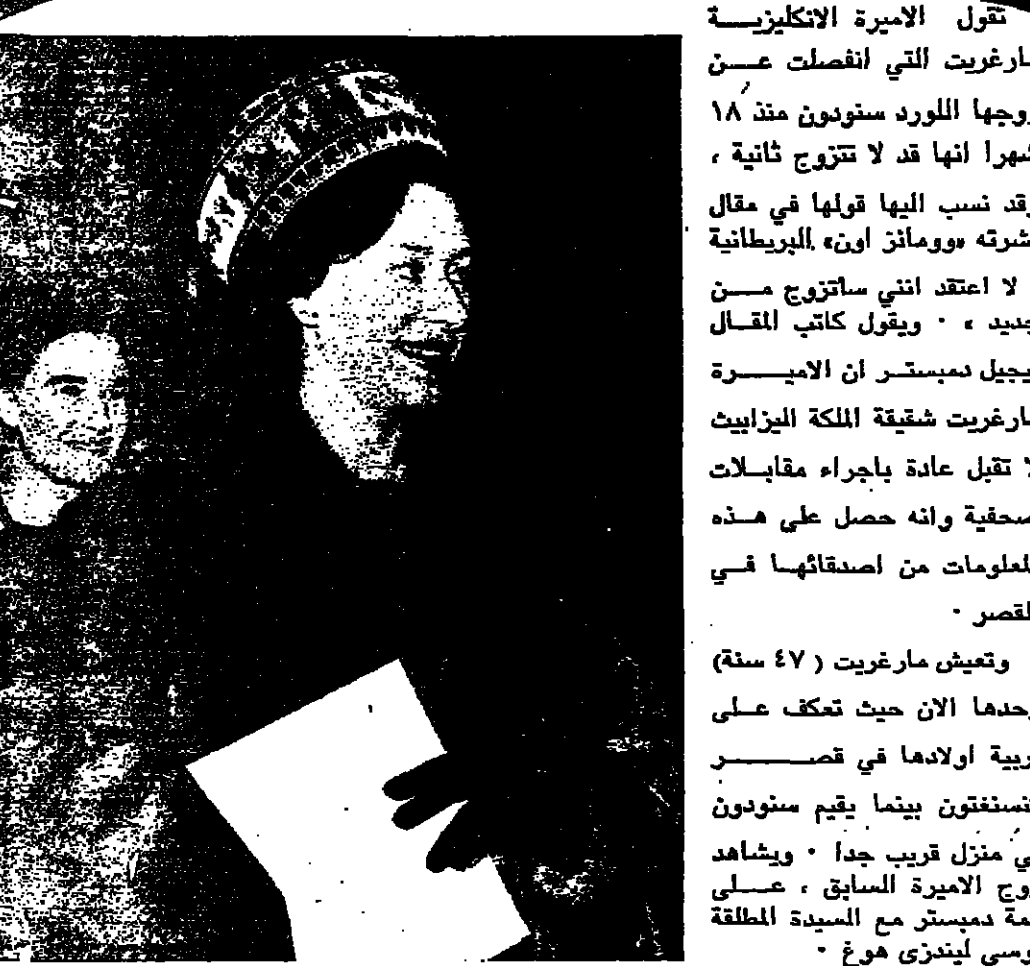 تقول الاميرة الانكليزية
مارغريت التي انفصلت عن
زوجها اللورد سنودون منذ ١٨
شهرا انها قد لا تتزوج ثانية ،
وقد نسب اليها قولها في مقال
نشرته «وومانز اون» البريطانية
لا اعتقد انني ساتزوج من
جديد » · ويقول كاتب المقال
نيجيل دمبستر ان الاميرة
مارغريت شقيقة الملكة اليزابيث
لا تقبل عادة باجراء مقابلات
صحفية وانه حصل على هذه
المعلومات من اصدقائها في
القصر ·
وتعيش مارغريت ( ٤٧ سنة)
وحدها الان حيث تعكف على
تربية اولادها في قصر
كنسنغتون بينما يقيم سنودون
في منزل قريب جدا · ويشاهد
زوج الاميرة السابق ، على
ذمة دمبستر مع السيدة المطلقة
ليندزي هوغ ·